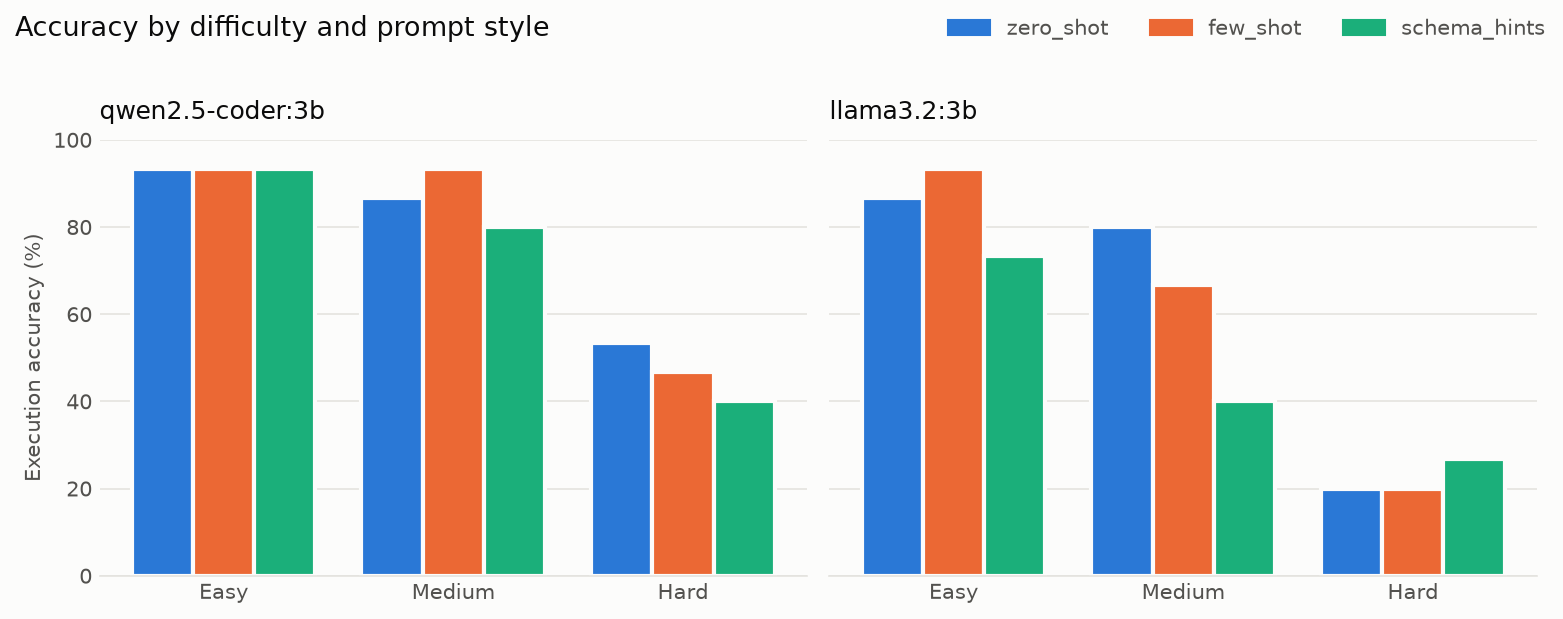 Accuracy by difficulty and prompt style
zero_shot few_shot schema_hints
qwen2.5-coder:3b
llama3.2:3b
Execution accuracy (%)
100
80
60
40
20
0
Easy Medium Hard
Easy Medium Hard